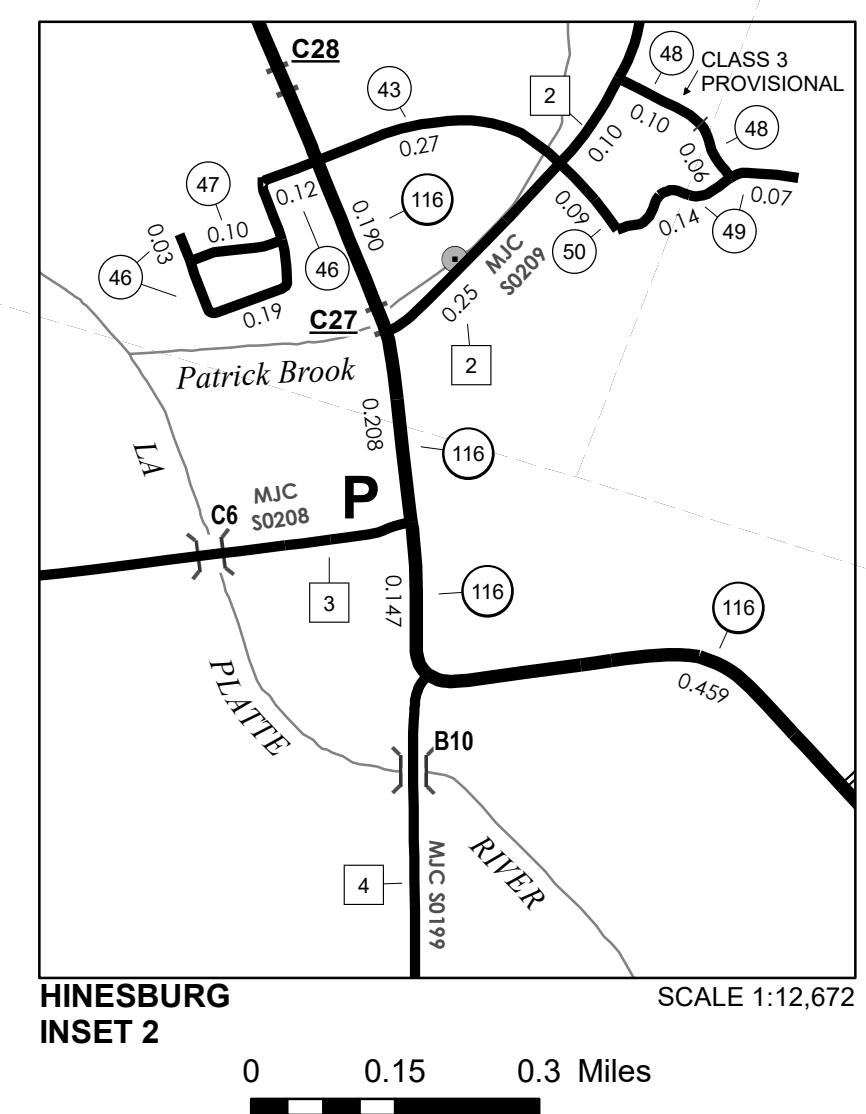 C28
48
CLASS 3
PROVISIONAL
43
2
0.10
48
0.27
0.10
0.06
47
0.12
0.190
116
0.09
0.07
0.10
0.03
0.14
49
46
46
50
MJC
S0209
0.19
0.25
C27
2
Patrick Brook
0.208
116
LA
P
MJC
S0208
C6
3
0.147
116
116
PLATTE
0.459
B10
4
MJC S0199
RIVER
HINESBURG
INSET 2
SCALE 1:12,672
0 0.15 0.3 Miles